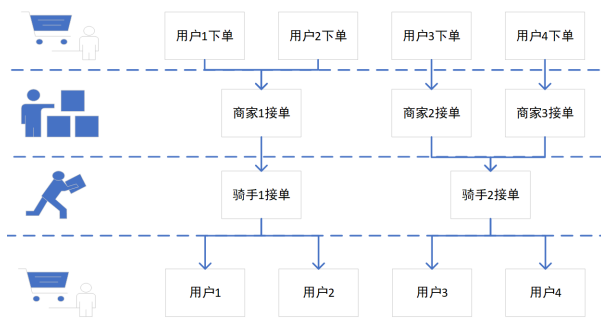 用户1下单
用户2下单
用户3下单
用户4下单
商家1接单
商家2接单
商家3接单
骑手1接单
骑手2接单
用户1
用户2
用户3
用户4